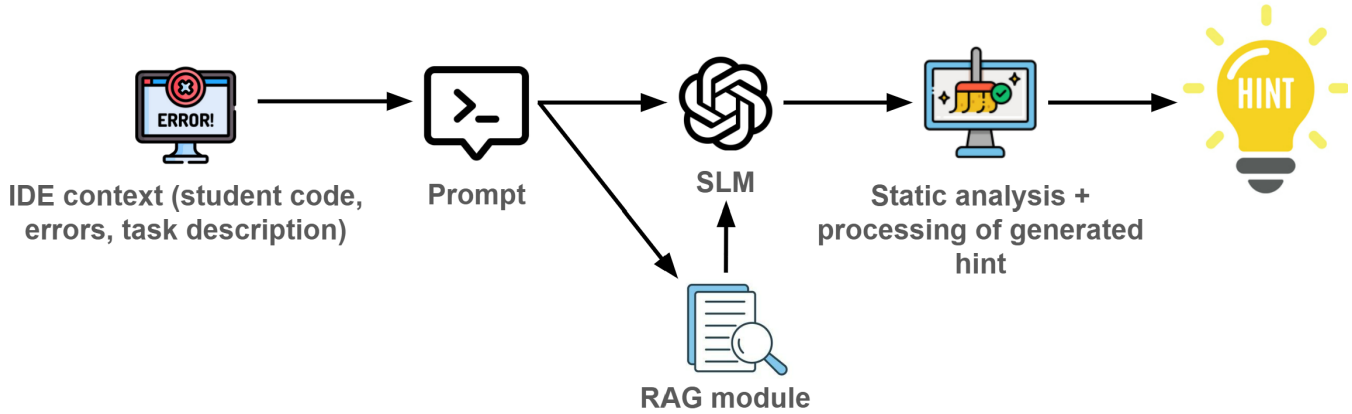 ERROR!
IDE context (student code,
errors, task description)
>_
Prompt
SLM
RAG module
Static analysis +
processing of generated
hint
HINT